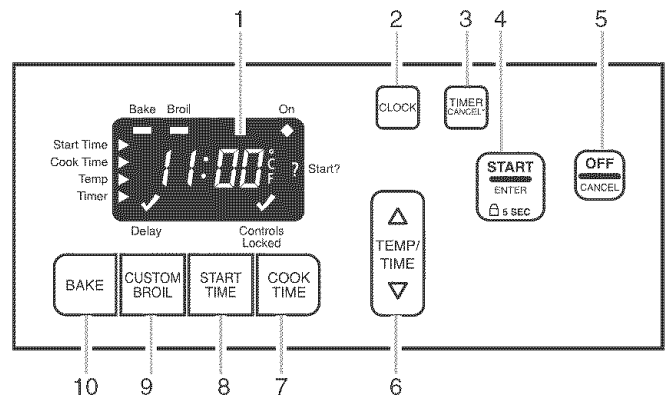 1 2 3 4 5
Bake Broil On
Start Time
Cook Time
Temp
Timer
11:00 °C F ? Start?
Delay
Controls
Locked
CLOCK
TIMER
CANCEL*
START
ENTER
5 SEC
OFF
CANCEL
TEMP/
TIME
BAKE
CUSTOM
BROIL
START
TIME
COOK
TIME
10 9 8 7 6